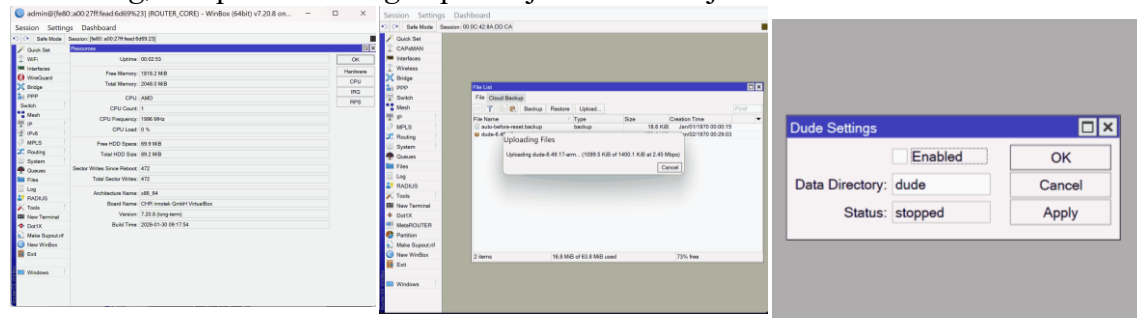 admin@[fe80::a00:27ff:fead:6d69%23] (ROUTER_CORE) - WinBox (64bit) v7.20.8 on...
Session Settings Dashboard
Safe Mode Session: [fe80::a00:27ff:fead:6d69:23]
Quick Set
WiFi
Interfaces
WireGuard
Bridge
PPP
Switch
Mesh
IP
IPv6
MPLS
Routing
System
Queues
Files
Log
RADIUS
Tools
New Terminal
Dot1X
Make Supout.rif
New WinBox
Exit
Windows
Resources
Uptime: 00:02:53
Free Memory: 1818.2 MiB
Total Memory: 2048.0 MiB
CPU: AMD
CPU Count: 1
CPU Frequency: 1996 MHz
CPU Load: 0 %
Free HDD Space: 69.9 MiB
Total HDD Size: 89.2 MiB
Sector Writes Since Reboot: 472
Total Sector Writes: 472
Architecture Name: x86_64
Board Name: CHR innotek GmbH VirtualBox
Version: 7.20.8 (long-term)
Build Time: 2026-01-30 09:17:54
OK
Hardware
CPU
IRQ
RPS
Session Settings Dashboard
Safe Mode Session: 00:0C:42:8A:DD:CA
Quick Set
CAPsMAN
Interfaces
Wireless
Bridge
PPP
Switch
Mesh
IP
MPLS
Routing
System
Queues
Files
Log
RADIUS
Tools
New Terminal
Dot1X
MetaROUTER
Partition
Make Supout.rif
New WinBox
Exit
Windows
File List
File Cloud Backup
Backup Restore Upload... Find
File Name Type Size Creation Time
auto-before-reset.backup backup 18.6 KiB Jan/01/1970 00:00:15
Uploading Files
Uploading dude-6.49.17-arm... (1099.5 KiB of 1400.1 KiB at 2.45 Mbps)
Cancel
2 items 16.8 MiB of 63.8 MiB used 73% free
Dude Settings
Enabled
Data Directory: dude
Status: stopped
OK
Cancel
Apply